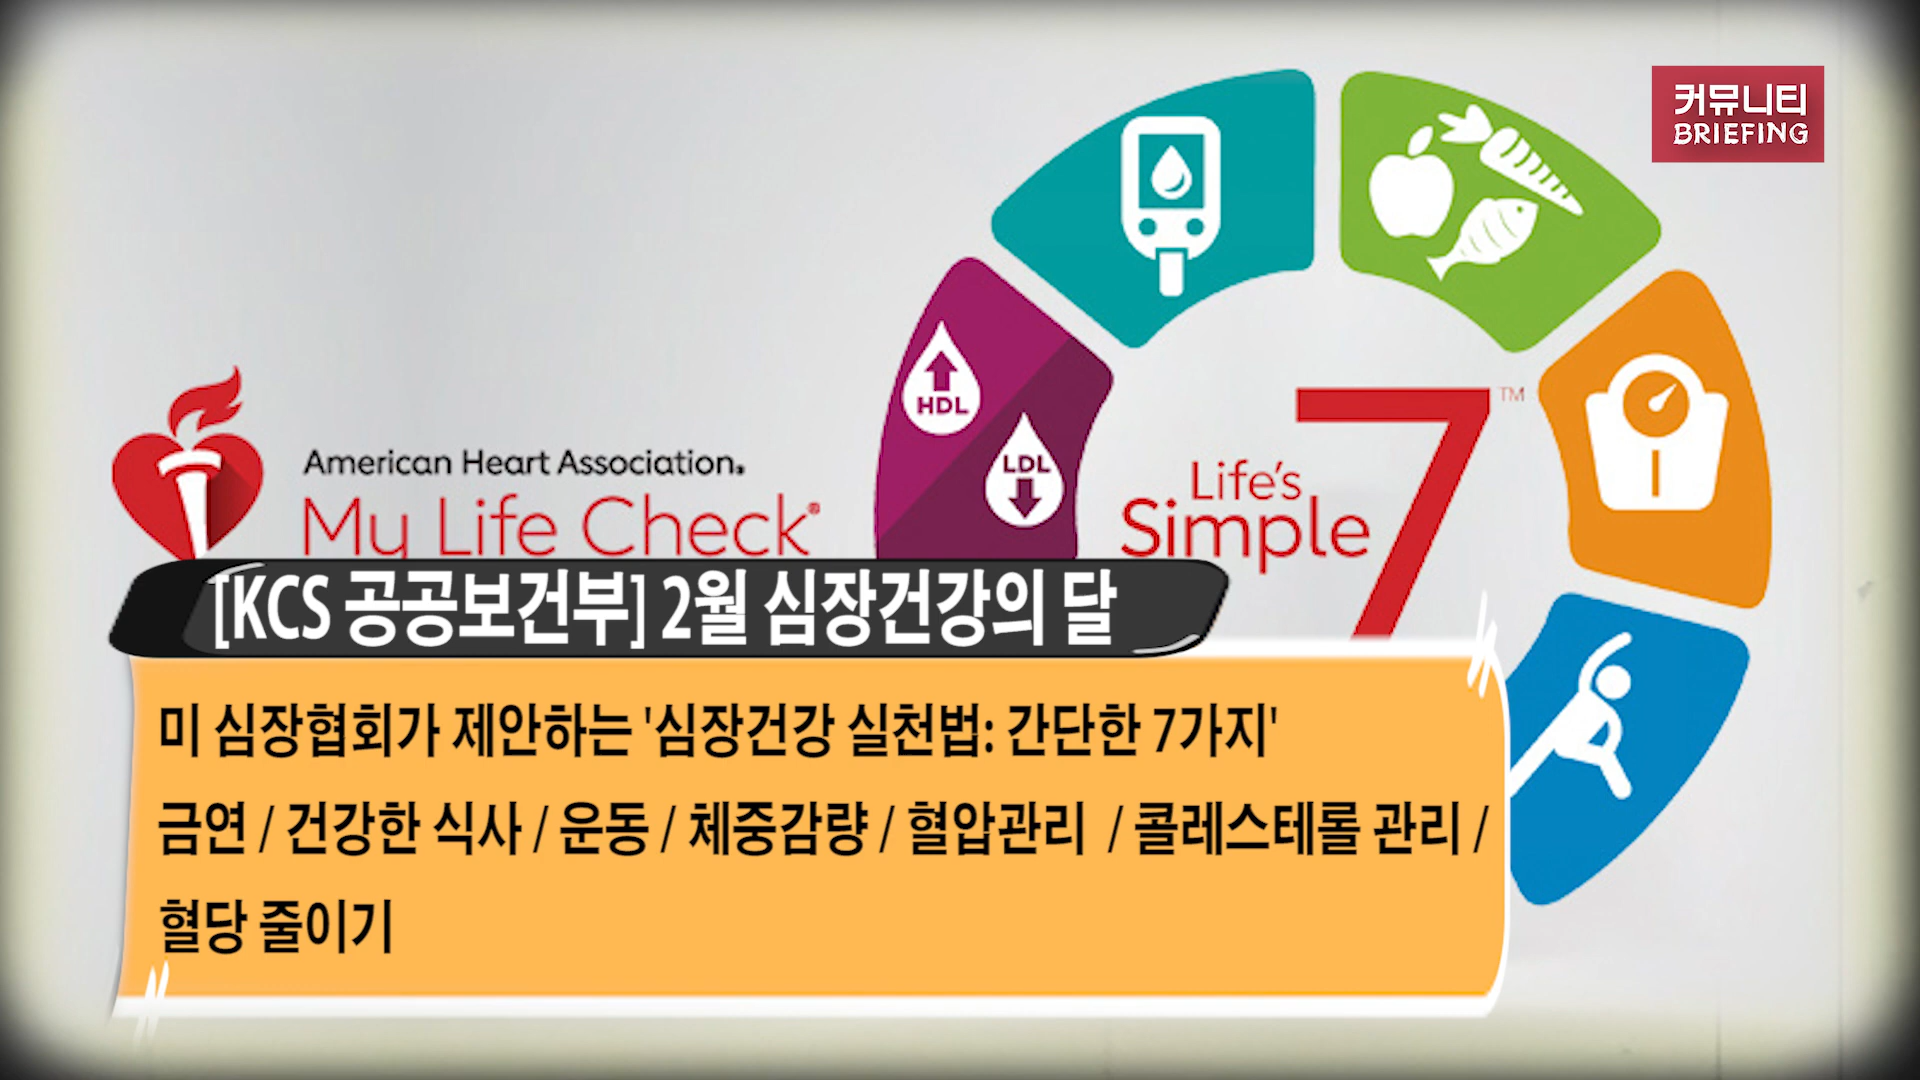 커뮤니티
BRIEFING
HDL
LDL
American Heart Association®
My Life Check®
Life's
Simple
7™
[KCS 공공보건부] 2월 심장건강의 달
미 심장협회가 제안하는 '심장건강 실천법: 간단한 7가지'
금연 / 건강한 식사 / 운동 / 체중감량 / 혈압관리 / 콜레스테롤 관리 /
혈당 줄이기